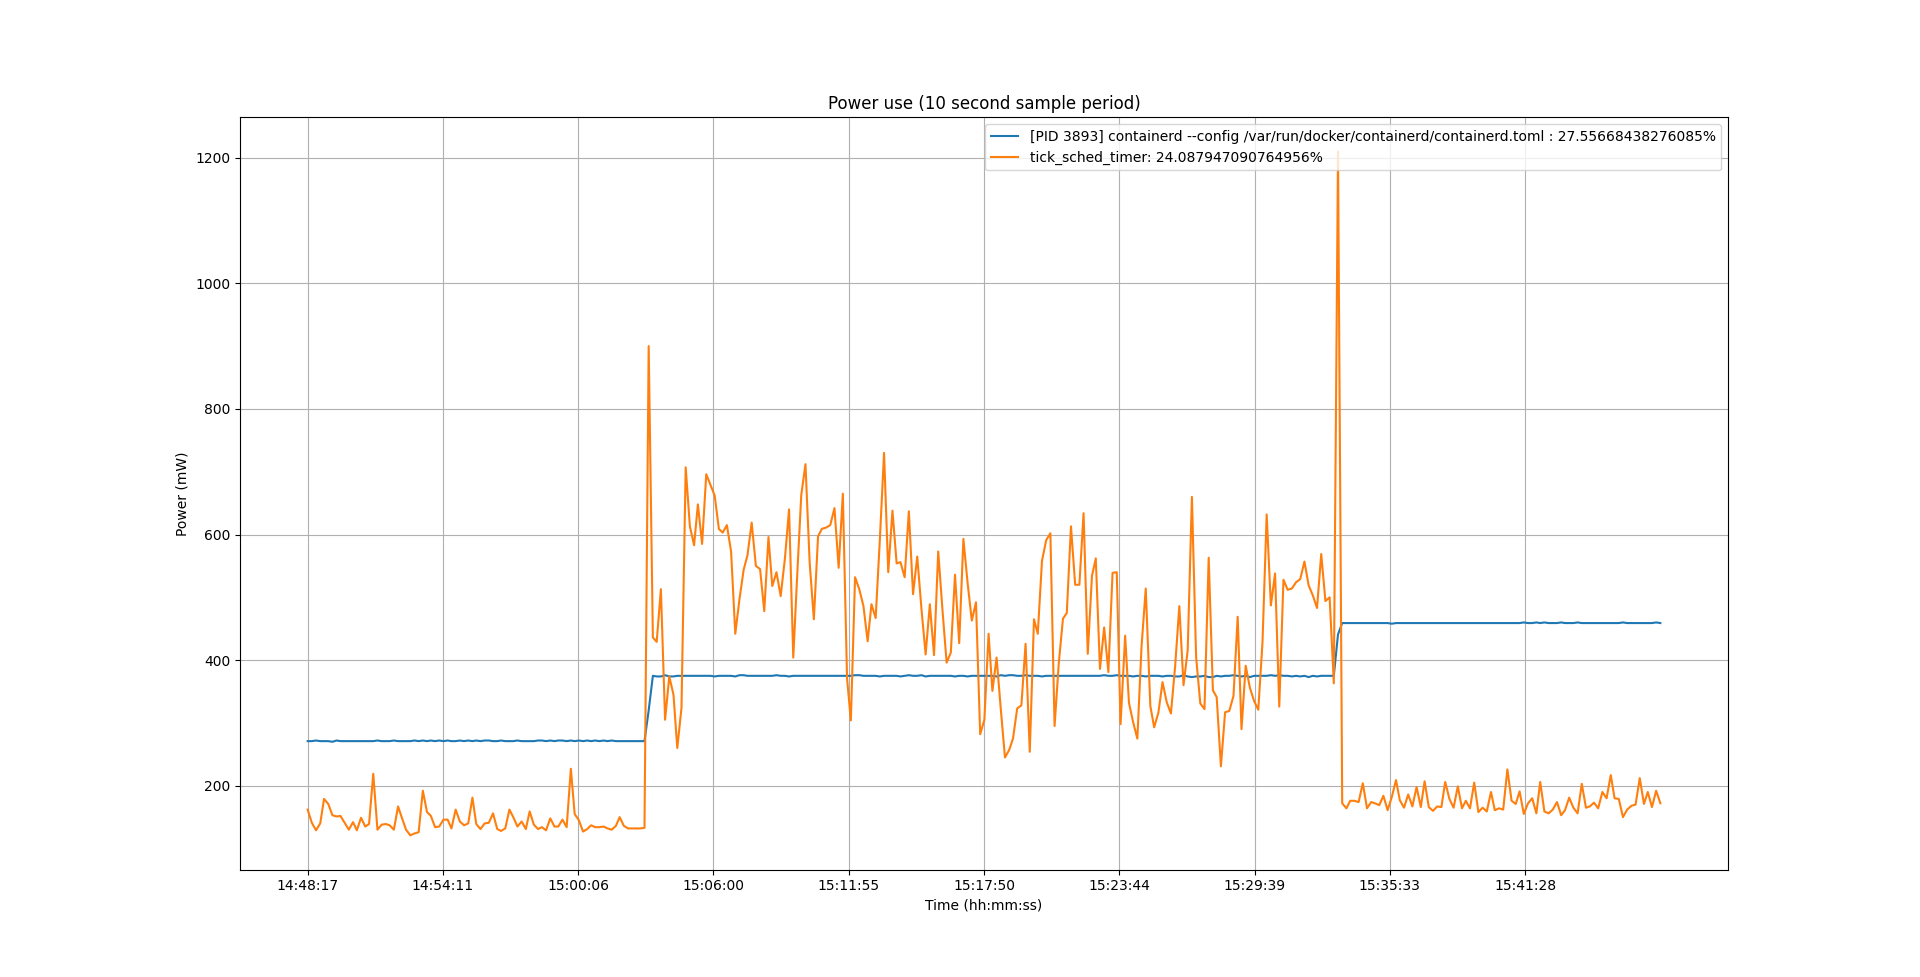 Power use (10 second sample period)
[PID 3893] containerd --config /var/run/docker/containerd/containerd.toml : 27.55668438276085%
tick_sched_timer: 24.087947090764956%
1200
1000
800
600
400
200
Power (mW)
14:48:17 14:54:11 15:00:06 15:06:00 15:11:55 15:17:50 15:23:44 15:29:39 15:35:33 15:41:28
Time (hh:mm:ss)